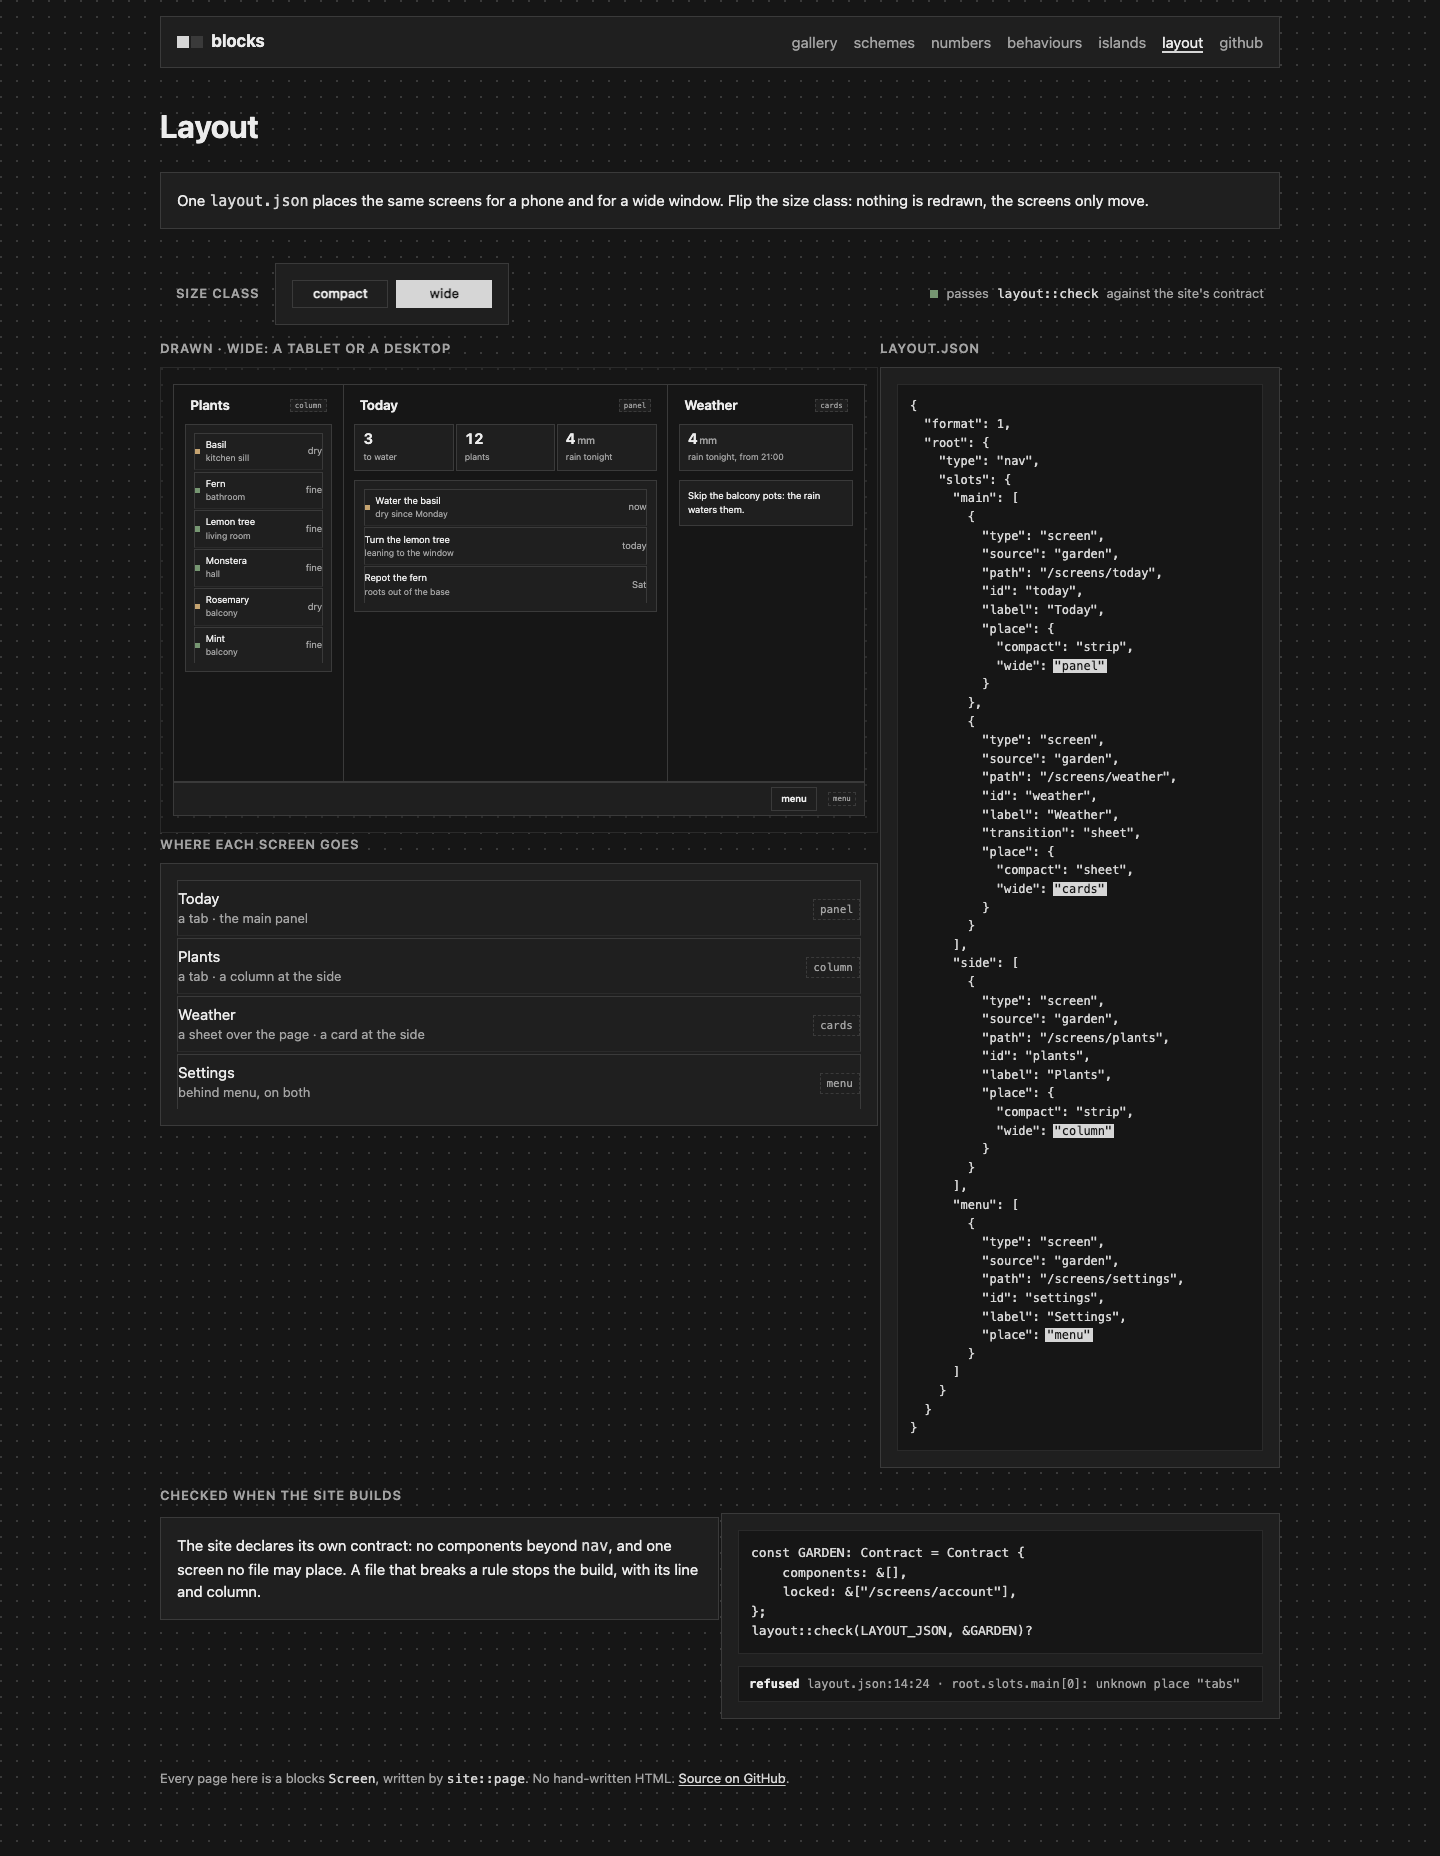 blocks
gallery schemes numbers behaviours islands layout github
Layout
One layout.json places the same screens for a phone and for a wide window. Flip the size class: nothing is redrawn, the screens only move.
SIZE CLASS
compact
wide
passes layout::check against the site's contract
DRAWN · WIDE: A TABLET OR A DESKTOP
Plants
column
Basil
kitchen sill
dry
Fern
bathroom
fine
Lemon tree
living room
fine
Monstera
hall
fine
Rosemary
balcony
dry
Mint
balcony
fine
Today
panel
3
to water
12
plants
4 mm
rain tonight
Water the basil
dry since Monday
now
Turn the lemon tree
leaning to the window
today
Repot the fern
roots out of the base
Sat
Weather
cards
4 mm
rain tonight, from 21:00
Skip the balcony pots: the rain
waters them.
menu
menu
WHERE EACH SCREEN GOES
Today
a tab · the main panel
panel
Plants
a tab · a column at the side
column
Weather
a sheet over the page · a card at the side
cards
Settings
behind menu, on both
menu
LAYOUT.JSON
{
"format": 1,
"root": {
"type": "nav",
"slots": {
"main": [
{
"type": "screen",
"source": "garden",
"path": "/screens/today",
"id": "today",
"label": "Today",
"place": {
"compact": "strip",
"wide": "panel"
}
},
{
"type": "screen",
"source": "garden",
"path": "/screens/weather",
"id": "weather",
"label": "Weather",
"transition": "sheet",
"place": {
"compact": "sheet",
"wide": "cards"
}
}
],
"side": [
{
"type": "screen",
"source": "garden",
"path": "/screens/plants",
"id": "plants",
"label": "Plants",
"place": {
"compact": "strip",
"wide": "column"
}
}
],
"menu": [
{
"type": "screen",
"source": "garden",
"path": "/screens/settings",
"id": "settings",
"label": "Settings",
"place": "menu"
}
]
}
}
}
CHECKED WHEN THE SITE BUILDS
The site declares its own contract: no components beyond nav, and one
screen no file may place. A file that breaks a rule stops the build, with its line
and column.
const GARDEN: Contract = Contract {
components: &[],
locked: &["/screens/account"],
};
layout::check(LAYOUT_JSON, &GARDEN)?
refused layout.json:14:24 · root.slots.main[0]: unknown place "tabs"
Every page here is a blocks Screen, written by site::page. No hand-written HTML. Source on GitHub.